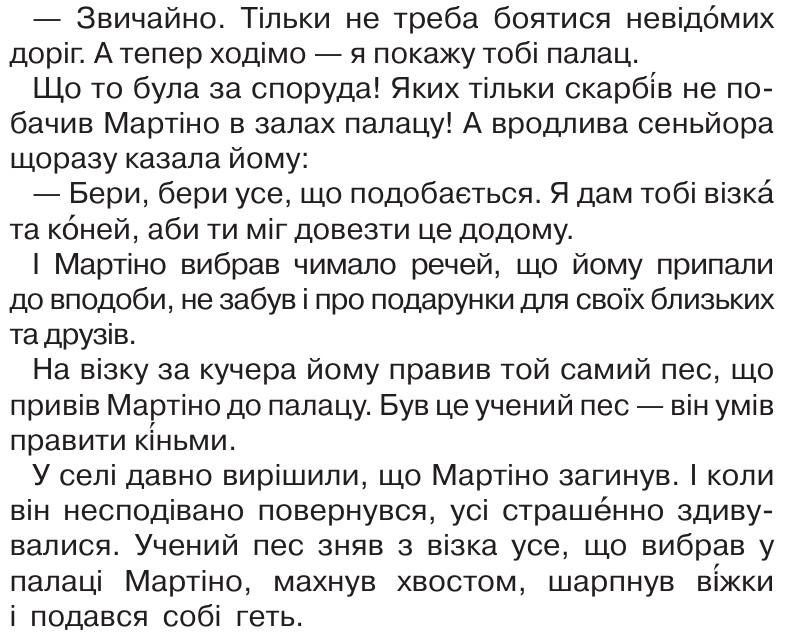 — Звичайно. Тільки не треба боятися невідо́мих
доріг. А тепер ходімо — я покажу тобі палац.
Що то була за споруда! Яких тільки скарбі́в не по-
бачив Мартіно в залах палацу! А вродлива сеньйора
щоразу казала йому:
— Бери, бери усе, що подобається. Я дам тобі візка́
та ко́ней, аби ти міг довезти це додому.
І Мартіно вибрав чимало речей, що йому припали
до вподоби, не забув і про подарунки для своїх близьких
та друзів.
На візку за кучера йому правив той самий пес, що
привів Мартіно до палацу. Був це учений пес — він умів
правити кі́ньми.
У селі давно вирішили, що Мартіно загинув. І коли
він несподівано повернувся, усі страше́нно здиву-
валися. Учений пес зняв з візка усе, що вибрав у
палаці Мартіно, махнув хвостом, шарпнув ві́жки
і подався собі геть.